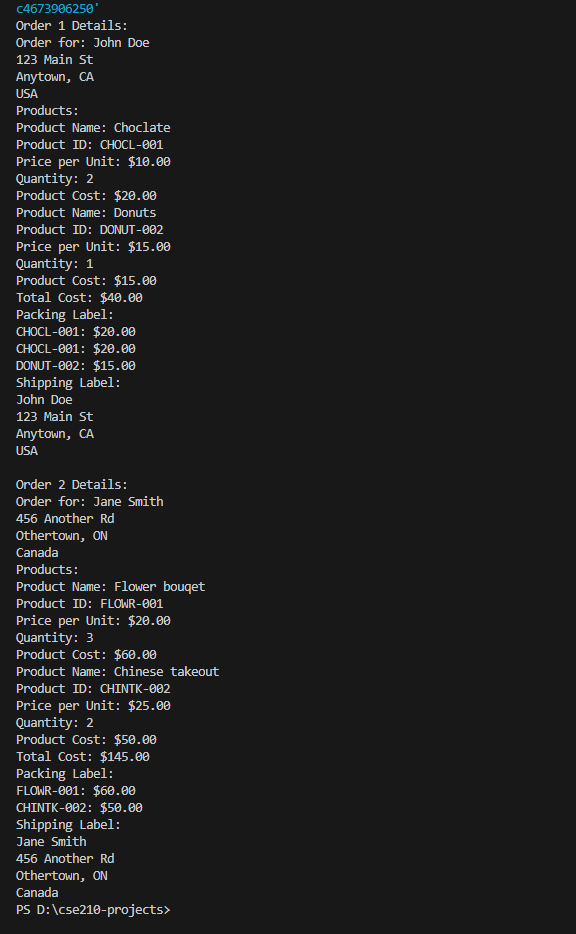 c4673906250'
Order 1 Details:
Order for: John Doe
123 Main St
Anytown, CA
USA
Products:
Product Name: Choclate
Product ID: CHOCL-001
Price per Unit: $10.00
Quantity: 2
Product Cost: $20.00
Product Name: Donuts
Product ID: DONUT-002
Price per Unit: $15.00
Quantity: 1
Product Cost: $15.00
Total Cost: $40.00
Packing Label:
CHOCL-001: $20.00
CHOCL-001: $20.00
DONUT-002: $15.00
Shipping Label:
John Doe
123 Main St
Anytown, CA
USA

Order 2 Details:
Order for: Jane Smith
456 Another Rd
Othertown, ON
Canada
Products:
Product Name: Flower bouqet
Product ID: FLOWR-001
Price per Unit: $20.00
Quantity: 3
Product Cost: $60.00
Product Name: Chinese takeout
Product ID: CHINTK-002
Price per Unit: $25.00
Quantity: 2
Product Cost: $50.00
Total Cost: $145.00
Packing Label:
FLOWR-001: $60.00
CHINTK-002: $50.00
Shipping Label:
Jane Smith
456 Another Rd
Othertown, ON
Canada
PS D:\cse210-projects>